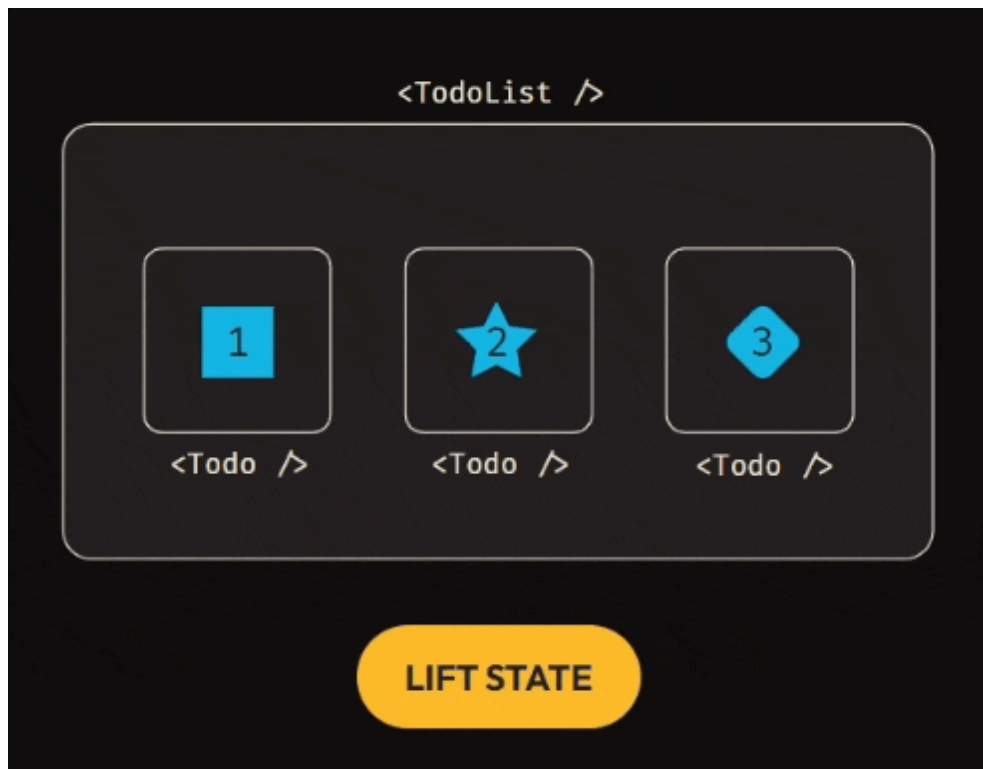 <TodoList />
1 2 3
<Todo /> <Todo /> <Todo />
LIFT STATE